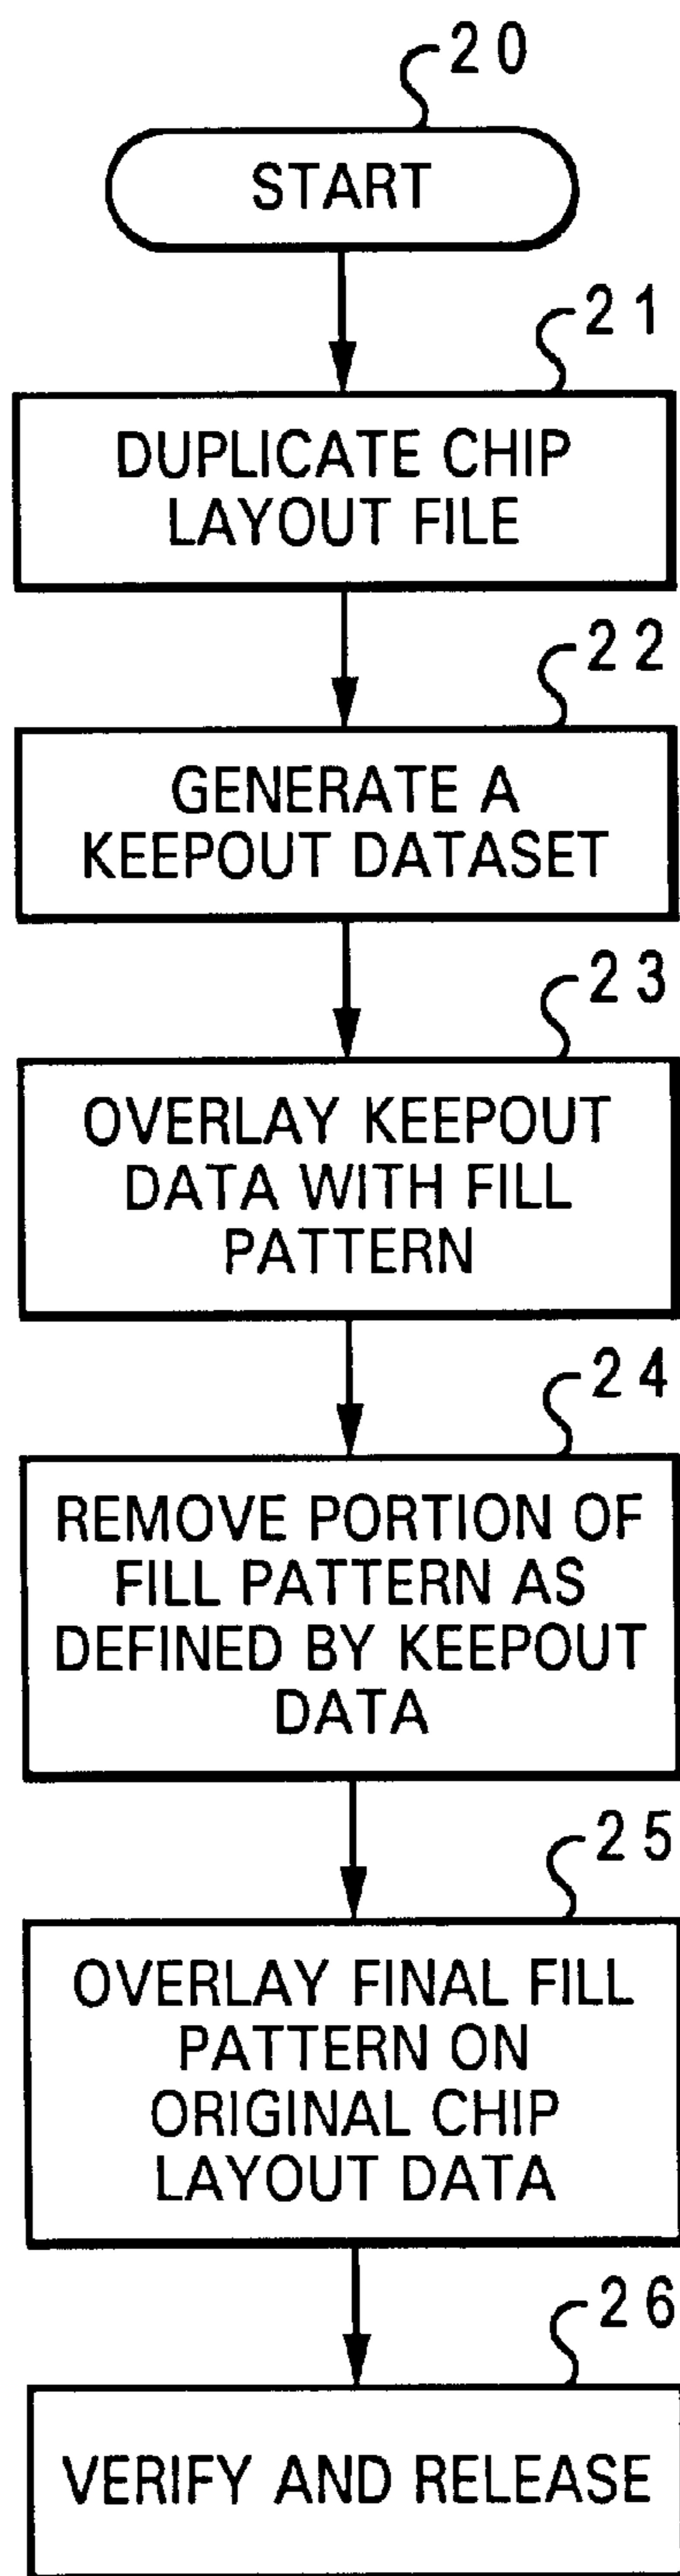 20
START
21
DUPLICATE CHIP
LAYOUT FILE
22
GENERATE A
KEEPOUT DATASET
23
OVERLAY KEEPOUT
DATA WITH FILL
PATTERN
24
REMOVE PORTION OF
FILL PATTERN AS
DEFINED BY KEEPOUT
DATA
25
OVERLAY FINAL FILL
PATTERN ON
ORIGINAL CHIP
LAYOUT DATA
26
VERIFY AND RELEASE